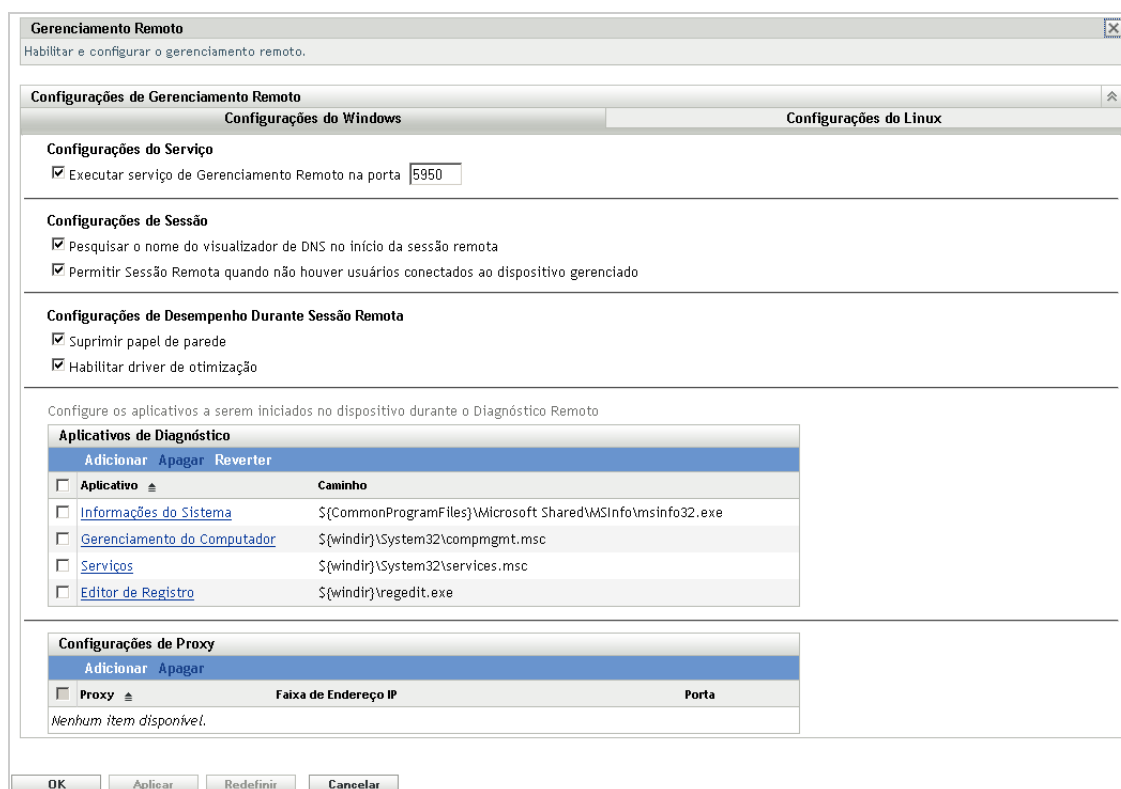 Gerenciamento Remoto
Habilitar e configurar o gerenciamento remoto.
Configurações de Gerenciamento Remoto
Configurações do Windows Configurações do Linux
Configurações do Serviço
Executar serviço de Gerenciamento Remoto na porta 5950
Configurações de Sessão
Pesquisar o nome do visualizador de DNS no início da sessão remota
Permitir Sessão Remota quando não houver usuários conectados ao dispositivo gerenciado
Configurações de Desempenho Durante Sessão Remota
Suprimir papel de parede
Habilitar driver de otimização
Configure os aplicativos a serem iniciados no dispositivo durante o Diagnóstico Remoto
Aplicativos de Diagnóstico
Adicionar Apagar Reverter
Aplicativo Caminho
Informações do Sistema ${CommonProgramFiles}\Microsoft Shared\MSInfo\msinfo32.exe
Gerenciamento do Computador ${windir}\System32\compmgmt.msc
Serviços ${windir}\System32\services.msc
Editor de Registro ${windir}\regedit.exe
Configurações de Proxy
Adicionar Apagar
Proxy Faixa de Endereço IP Porta
Nenhum item disponível.
OK Aplicar Redefinir Cancelar